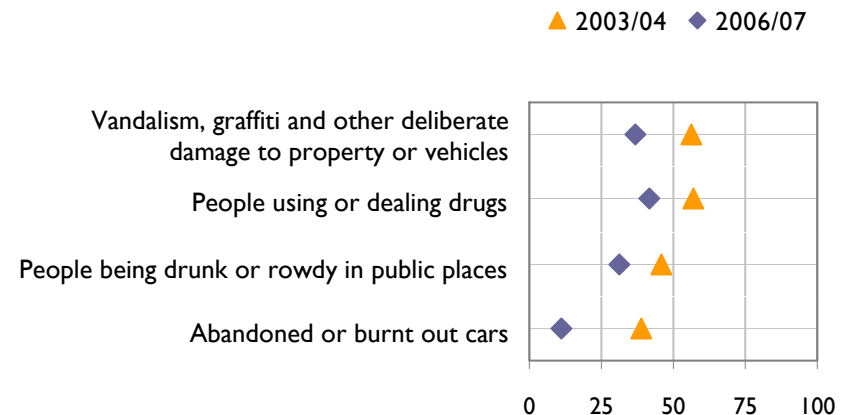 2003/04 2006/07
Vandalism, graffiti and other deliberate
damage to property or vehicles
People using or dealing drugs
People being drunk or rowdy in public places
Abandoned or burnt out cars
0 25 50 75 100